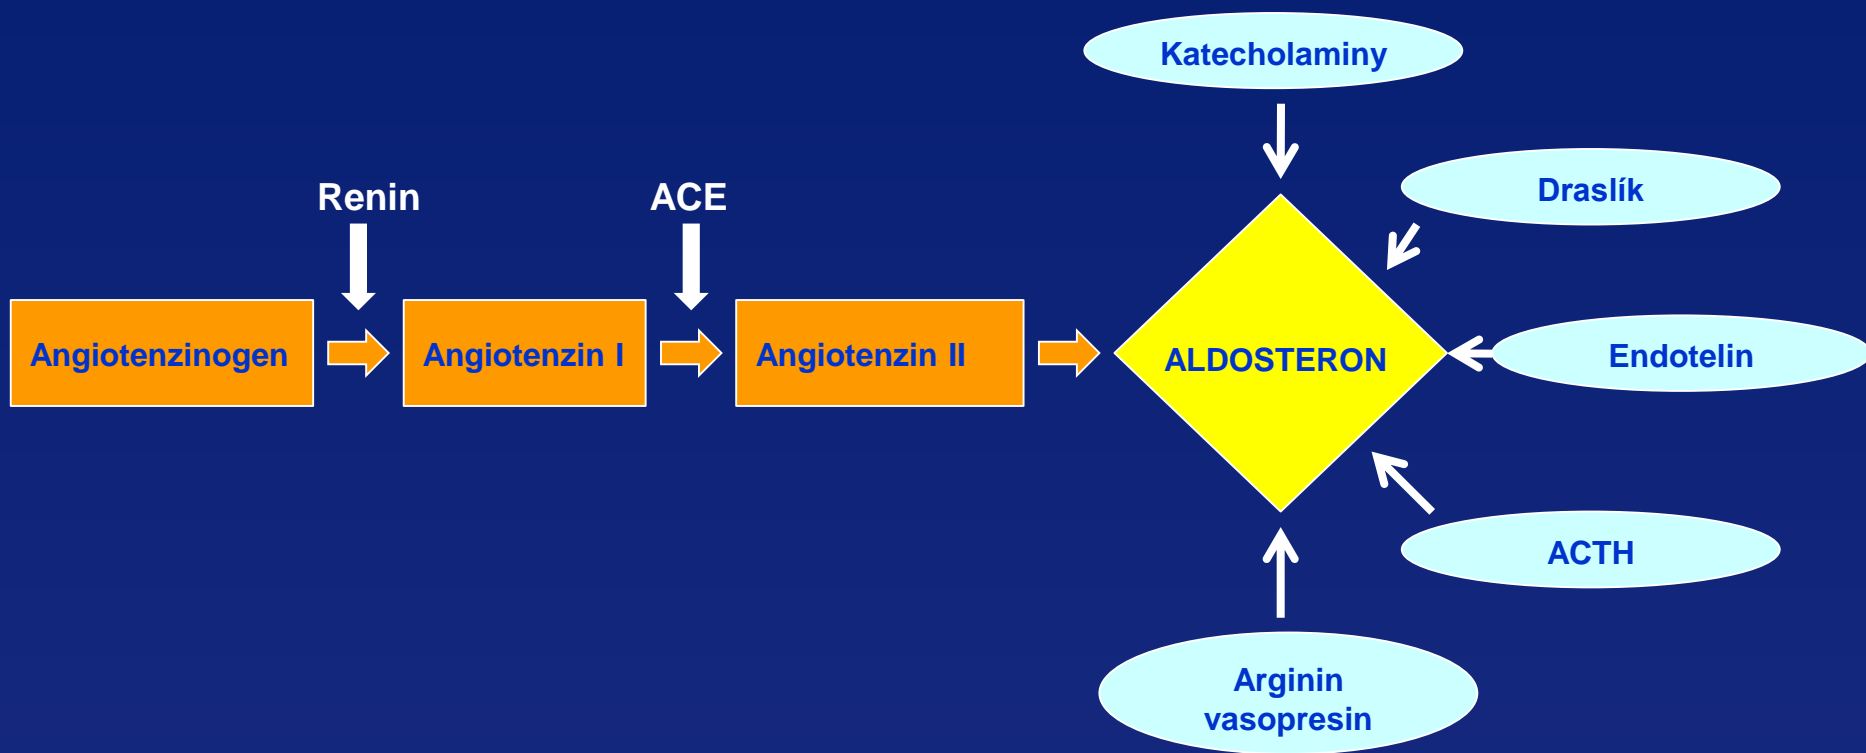 Katecholaminy
Draslík
Renin
ACE
Angiotenzinogen
Angiotenzin I
Angiotenzin II
ALDOSTERON
Endotelin
ACTH
Arginin
vasopresin